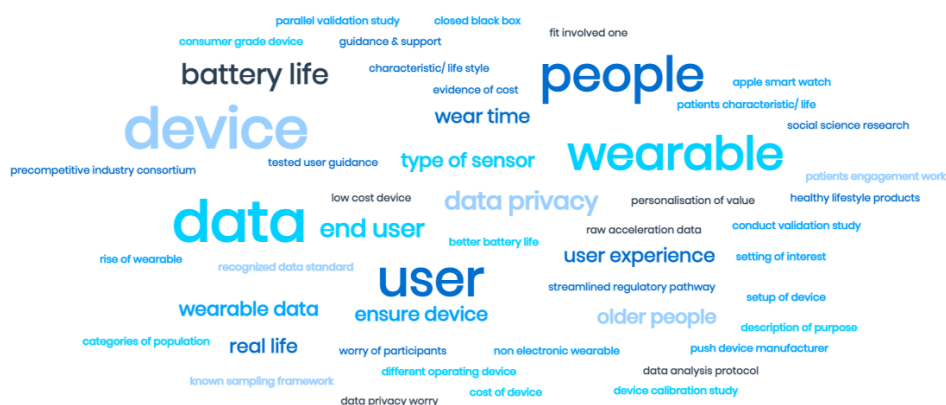 parallel validation study
closed black box
fit involved one
consumer grade device
guidance & support
battery life
characteristic/ life style
people
apple smart watch
evidence of cost
patients characteristic/ life
device
wear time
social science research
wearable
precompetitive industry consortium
tested user guidance
type of sensor
patients engagement work
low cost device
data privacy
personalisation of value
healthy lifestyle products
data
end user
raw acceleration data
conduct validation study
better battery life
rise of wearable
recognized data standard
user experience
setting of interest
user
streamlined regulatory pathway
setup of device
wearable data
ensure device
older people
description of purpose
categories of population
real life
worry of participants
non electronic wearable
push device manufacturer
different operating device
data analysis protocol
known sampling framework
cost of device
device calibration study
data privacy worry